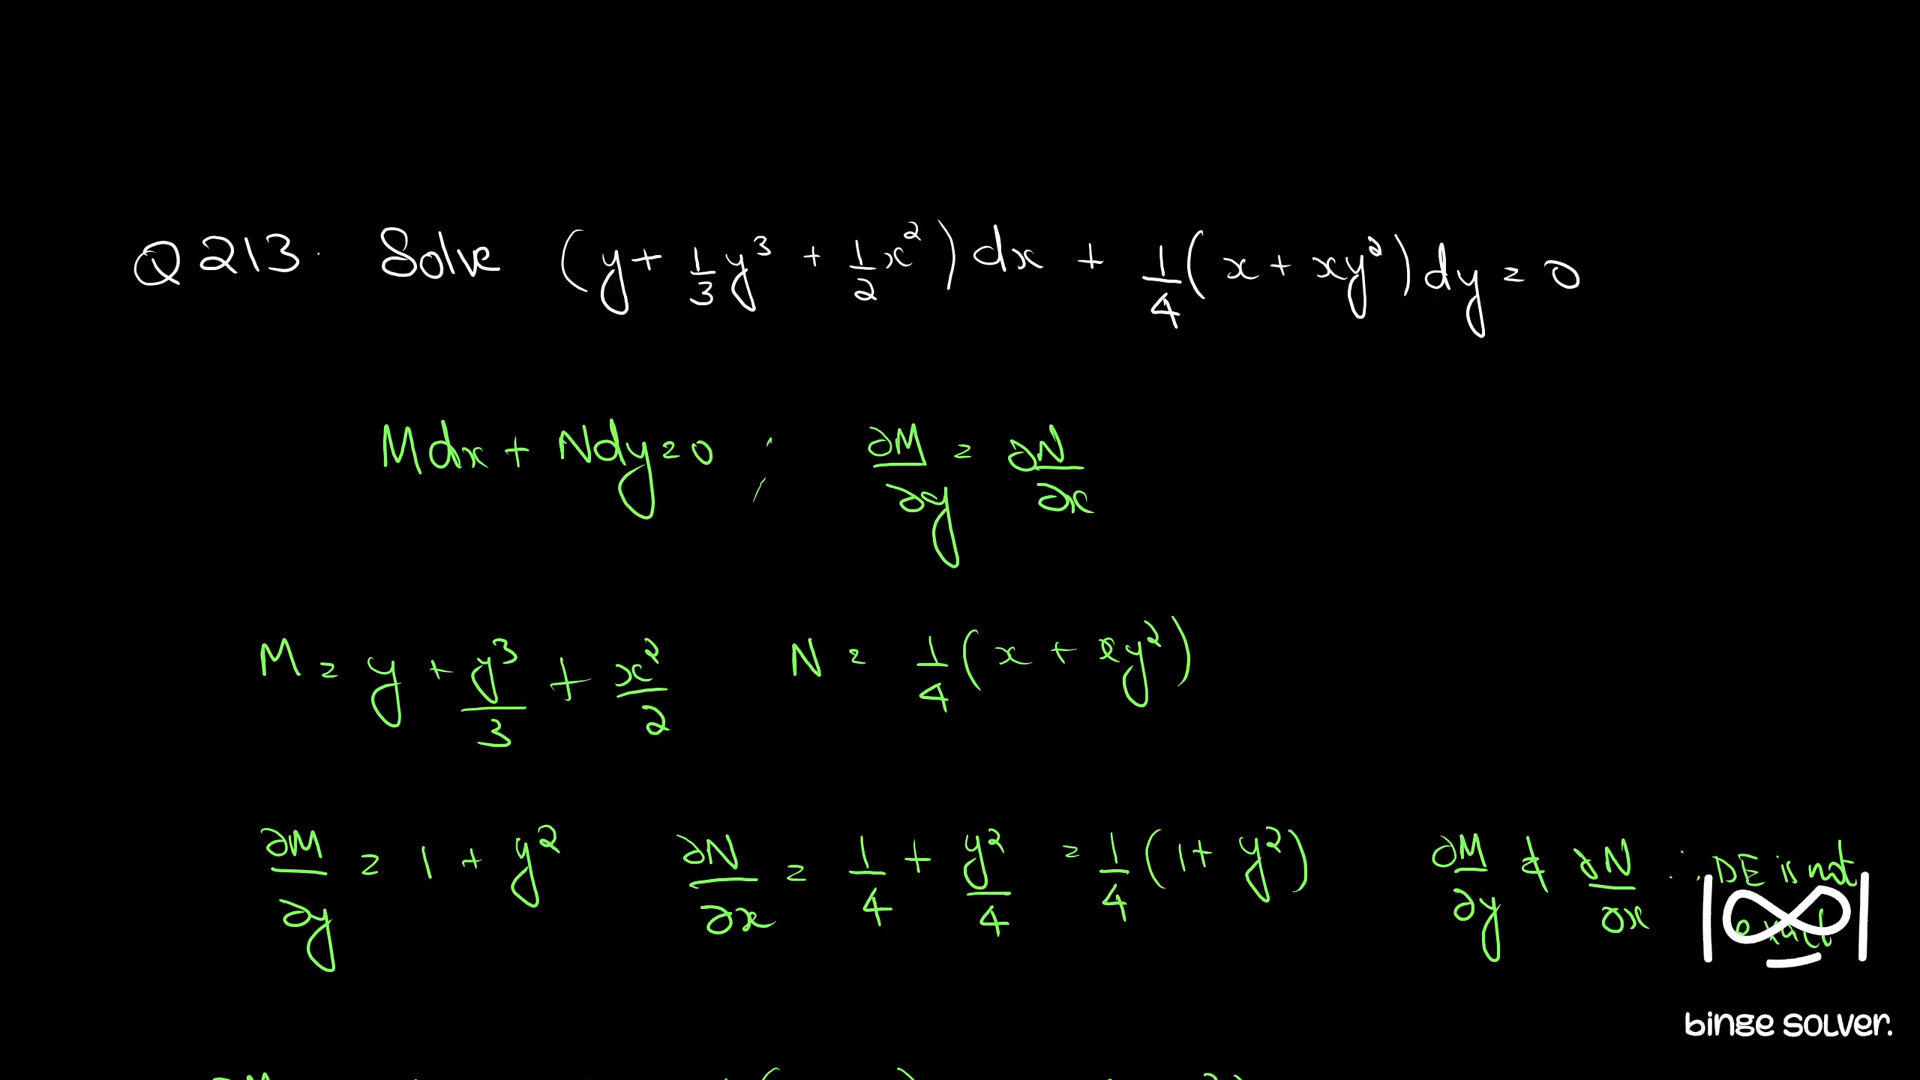 Q213. Solve (y + 1/3 y³ + 1/2 x²) dx + 1/4 (x + xy²) dy = 0
Mdx + Ndy = 0 ; ∂M/∂y = ∂N/∂x
M = y + y³/3 + x²/2 N = 1/4 (x + xy²)
∂M/∂y = 1 + y² ∂N/∂x = 1/4 + y²/4 = 1/4 (1 + y²) ∂M/∂y ≠ ∂N/∂x ∴ DE is not
exact
binge solver.